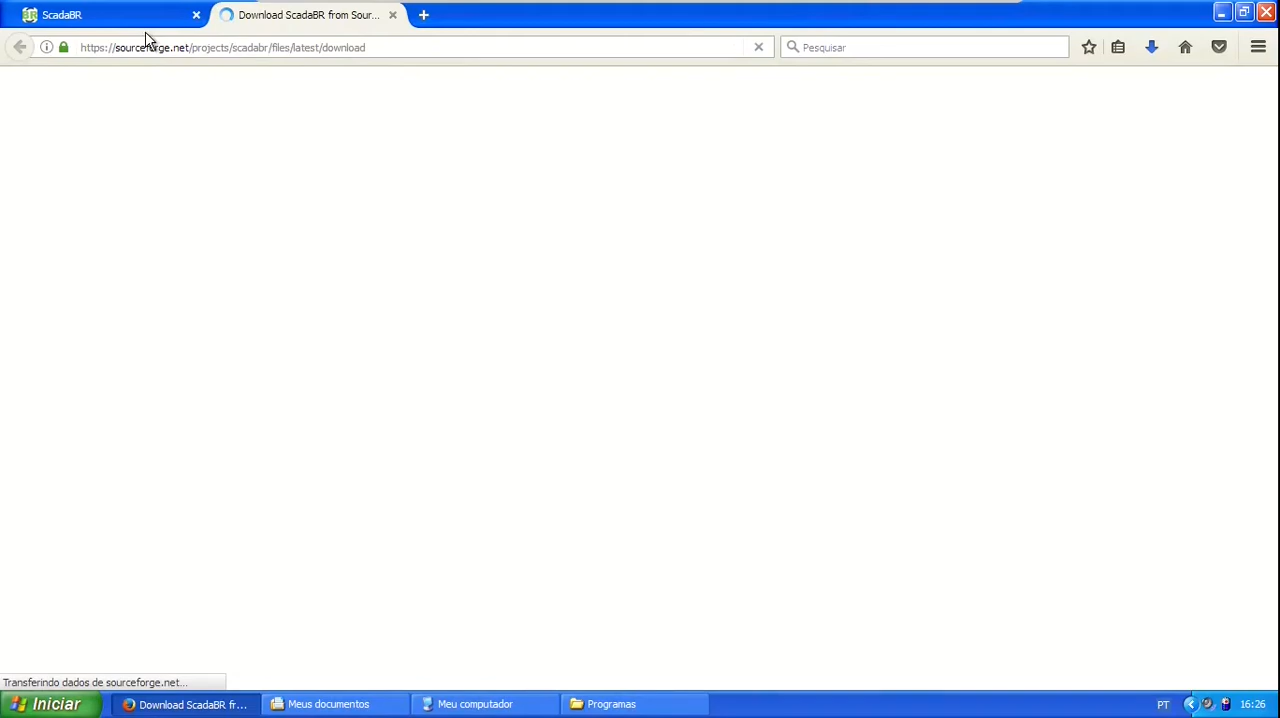 ScadaBR
Download ScadaBR from Sour...
https://sourceforge.net/projects/scadabr/files/latest/download
Pesquisar
Transferindo dados de sourceforge.net...
Iniciar
Download ScadaBR fr...
Meus documentos
Meu computador
Programas
PT
16:26